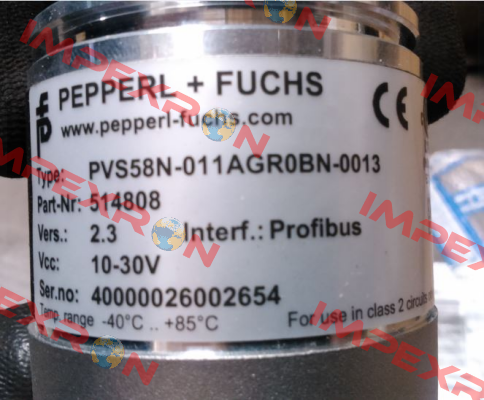 PEPPERL + FUCHS
www.pepperl-fuchs.com
Type: PVS58N-011AGR0BN-0013
Part-Nr: 514808
Vers.: 2.3 Interf.: Profibus
Vcc: 10-30V
Ser.no: 40000026002654
Temp. range -40°C .. +85°C For use in class 2 circuits
CE
IMPEXRON
IMPEXRON
IMPEXRON
IMPEXRON